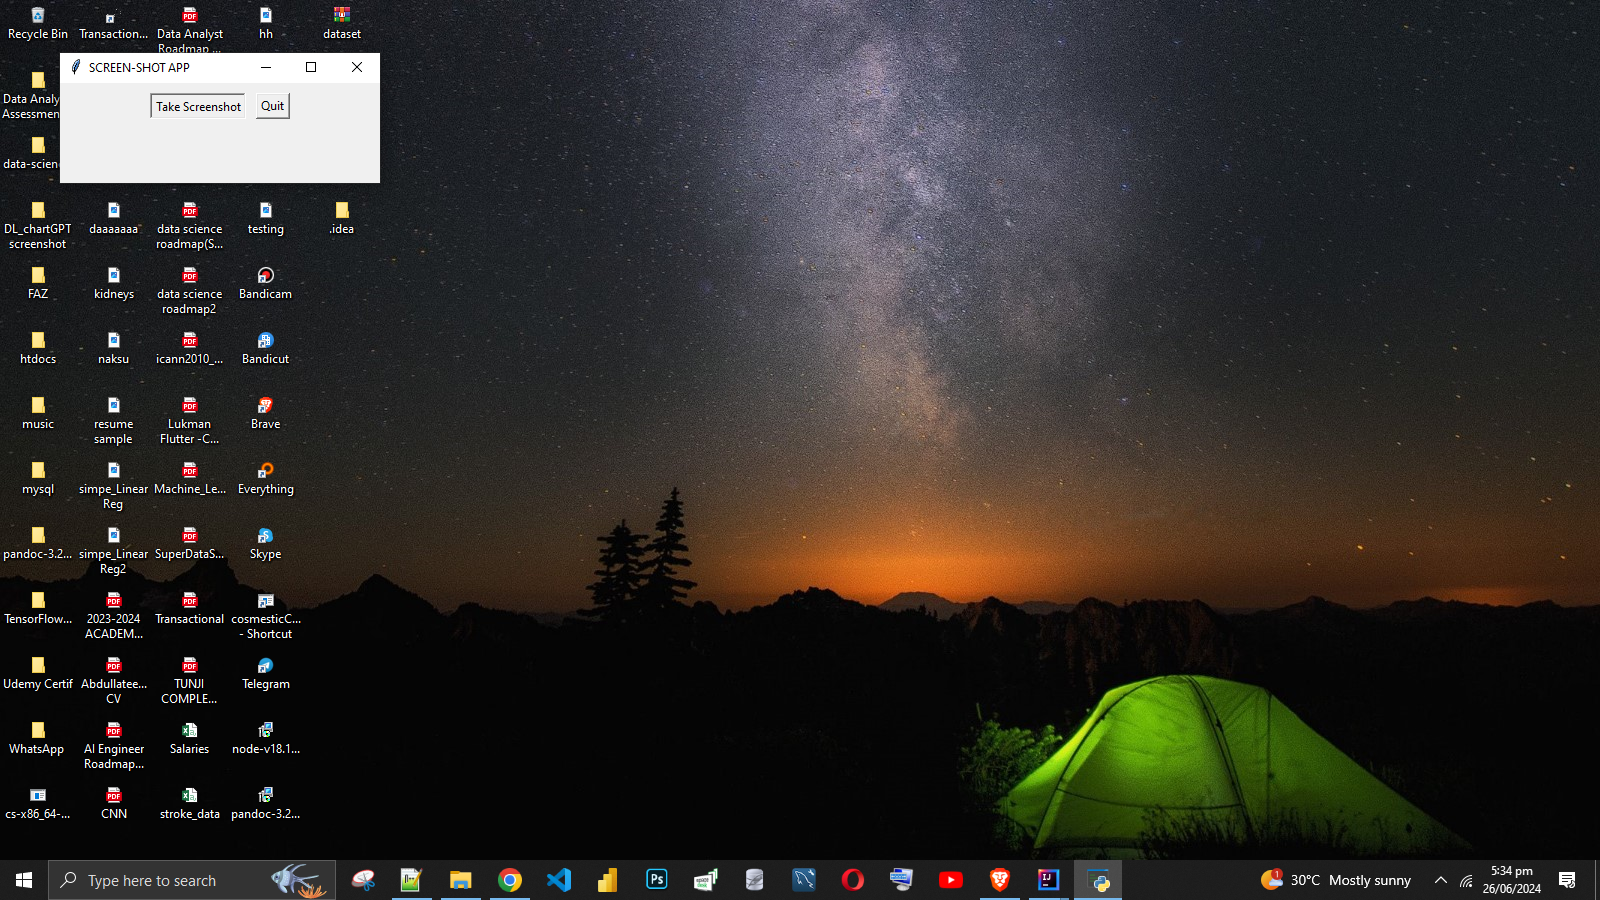 Recycle Bin
Transaction...
Data Analyst
Roadmap ...
hh
dataset
SCREEN-SHOT APP
Take Screenshot
Quit
Data Analy
Assessmen
data-scien
DL_chartGPT
screenshot
daaaaaaa
data science
roadmap(S...
testing
.idea
FAZ
kidneys
data science
roadmap2
Bandicam
htdocs
naksu
icann2010_...
Bandicut
music
resume
sample
Lukman
Flutter -C...
Brave
mysql
simpe_Linear
Reg
Machine_Le...
Everything
pandoc-3.2...
simpe_Linear
Reg2
SuperDataS...
Skype
TensorFlow...
2023-2024
ACADEM...
Transactional
cosmesticC...
- Shortcut
Udemy Certif
Abdullatee...
CV
TUNJI
COMPLE...
Telegram
WhatsApp
AI Engineer
Roadmap...
Salaries
node-v18.1...
cs-x86_64-...
CNN
stroke_data
pandoc-3.2...
Type here to search
Ps
IJ
1
30°C Mostly sunny
5:34 pm
26/06/2024